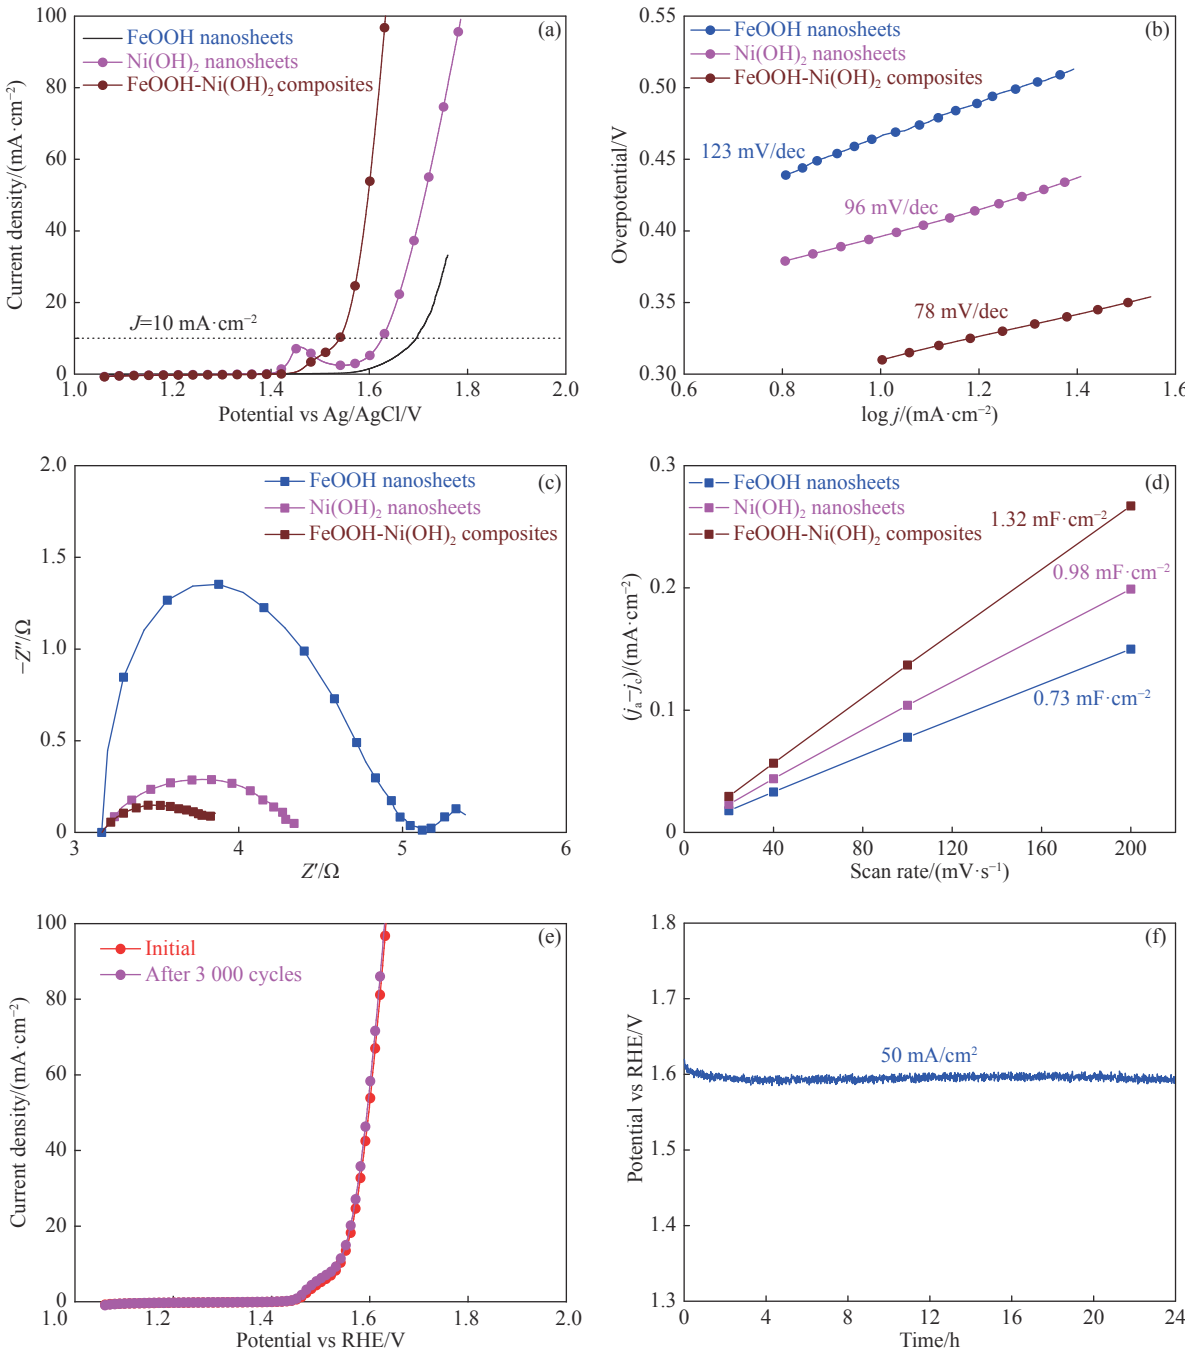 (a)
FeOOH nanosheets
Ni(OH)₂ nanosheets
FeOOH-Ni(OH)₂ composites
J=10 mA·cm⁻²
100
80
60
40
20
0
1.0
1.2
1.4
1.6
1.8
2.0
Current density/(mA·cm⁻²)
Potential vs Ag/AgCl/V
(b)
FeOOH nanosheets
Ni(OH)₂ nanosheets
FeOOH-Ni(OH)₂ composites
123 mV/dec
96 mV/dec
78 mV/dec
0.55
0.50
0.45
0.40
0.35
0.30
0.6
0.8
1.0
1.2
1.4
1.6
Overpotential/V
log j/(mA·cm⁻²)
(c)
FeOOH nanosheets
Ni(OH)₂ nanosheets
FeOOH-Ni(OH)₂ composites
2.0
1.5
1.0
0.5
0
3
4
5
6
−Z″/Ω
Z′/Ω
(d)
FeOOH nanosheets
Ni(OH)₂ nanosheets
FeOOH-Ni(OH)₂ composites
1.32 mF·cm⁻²
0.98 mF·cm⁻²
0.73 mF·cm⁻²
0.3
0.2
0.1
0
0
40
80
120
160
200
(jₐ−j꜀)/(mA·cm⁻²)
Scan rate/(mV·s⁻¹)
(e)
Initial
After 3 000 cycles
100
80
60
40
20
0
1.0
1.2
1.4
1.6
1.8
2.0
Current density/(mA·cm⁻²)
Potential vs RHE/V
(f)
50 mA/cm²
1.8
1.7
1.6
1.5
1.4
1.3
0
4
8
12
16
20
24
Potential vs RHE/V
Time/h